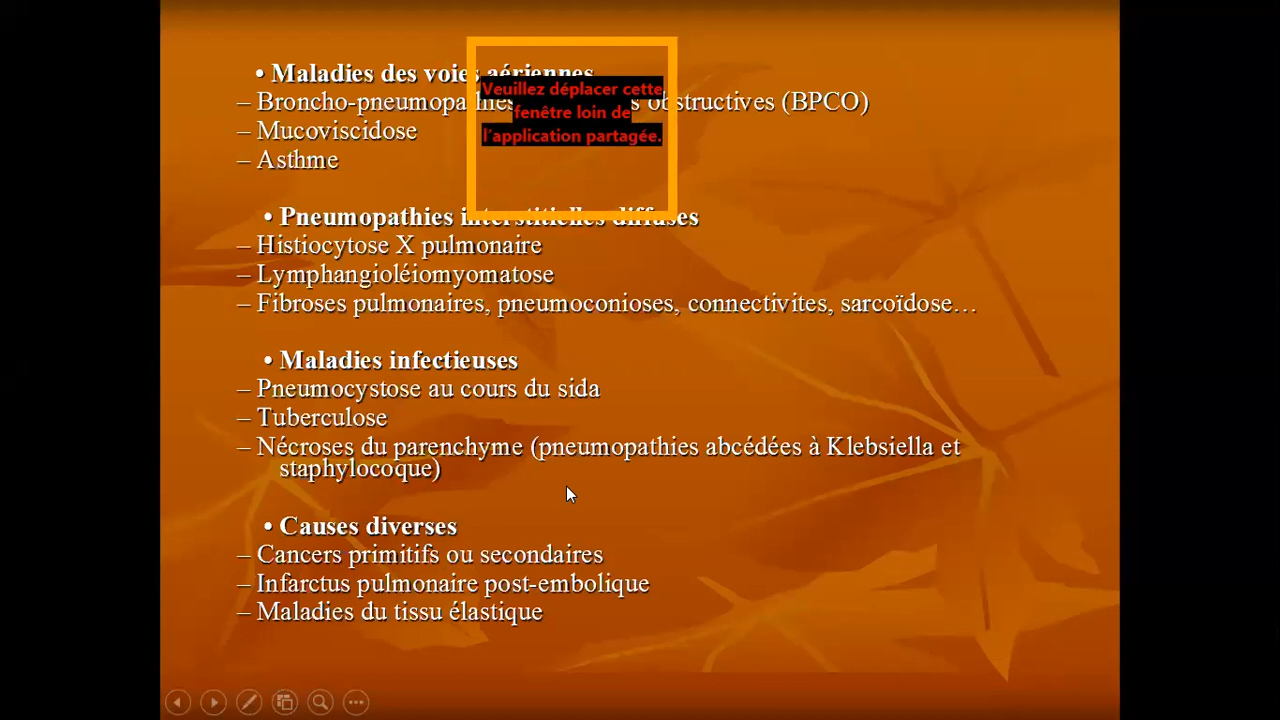 • Maladies des voies aériennes
– Broncho-pneumopathies obstructives (BPCO)
– Mucoviscidose
– Asthme
Veuillez déplacer cette
fenêtre loin de
l'application partagée.
• Pneumopathies interstitielles diffuses
– Histiocytose X pulmonaire
– Lymphangioléiomyomatose
– Fibroses pulmonaires, pneumoconioses, connectivites, sarcoïdose…
• Maladies infectieuses
– Pneumocystose au cours du sida
– Tuberculose
– Nécroses du parenchyme (pneumopathies abcédées à Klebsiella et
staphylocoque)
• Causes diverses
– Cancers primitifs ou secondaires
– Infarctus pulmonaire post-embolique
– Maladies du tissu élastique